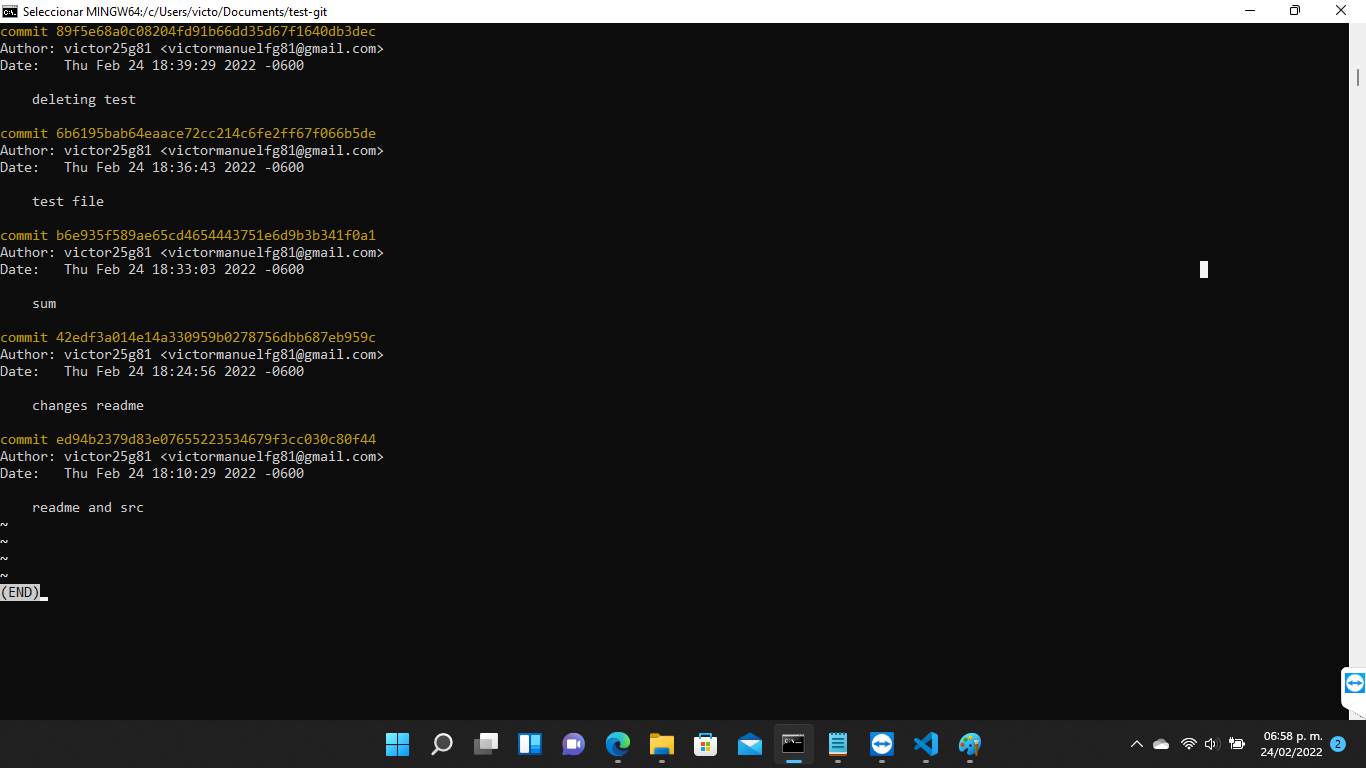 Seleccionar MINGW64:/c/Users/victo/Documents/test-git
commit 89f5e68a0c08204fd91b66dd35d67f1640db3dec
Author: victor25g81 <victormanuelfg81@gmail.com>
Date:   Thu Feb 24 18:39:29 2022 -0600
deleting test
commit 6b6195bab64eaace72cc214c6fe2ff67f066b5de
Author: victor25g81 <victormanuelfg81@gmail.com>
Date:   Thu Feb 24 18:36:43 2022 -0600
test file
commit b6e935f589ae65cd4654443751e6d9b3b341f0a1
Author: victor25g81 <victormanuelfg81@gmail.com>
Date:   Thu Feb 24 18:33:03 2022 -0600
sum
commit 42edf3a014e14a330959b0278756dbb687eb959c
Author: victor25g81 <victormanuelfg81@gmail.com>
Date:   Thu Feb 24 18:24:56 2022 -0600
changes readme
commit ed94b2379d83e07655223534679f3cc030c80f44
Author: victor25g81 <victormanuelfg81@gmail.com>
Date:   Thu Feb 24 18:10:29 2022 -0600
readme and src
~
~
~
~
(END)
06:58 p. m.
24/02/2022
2